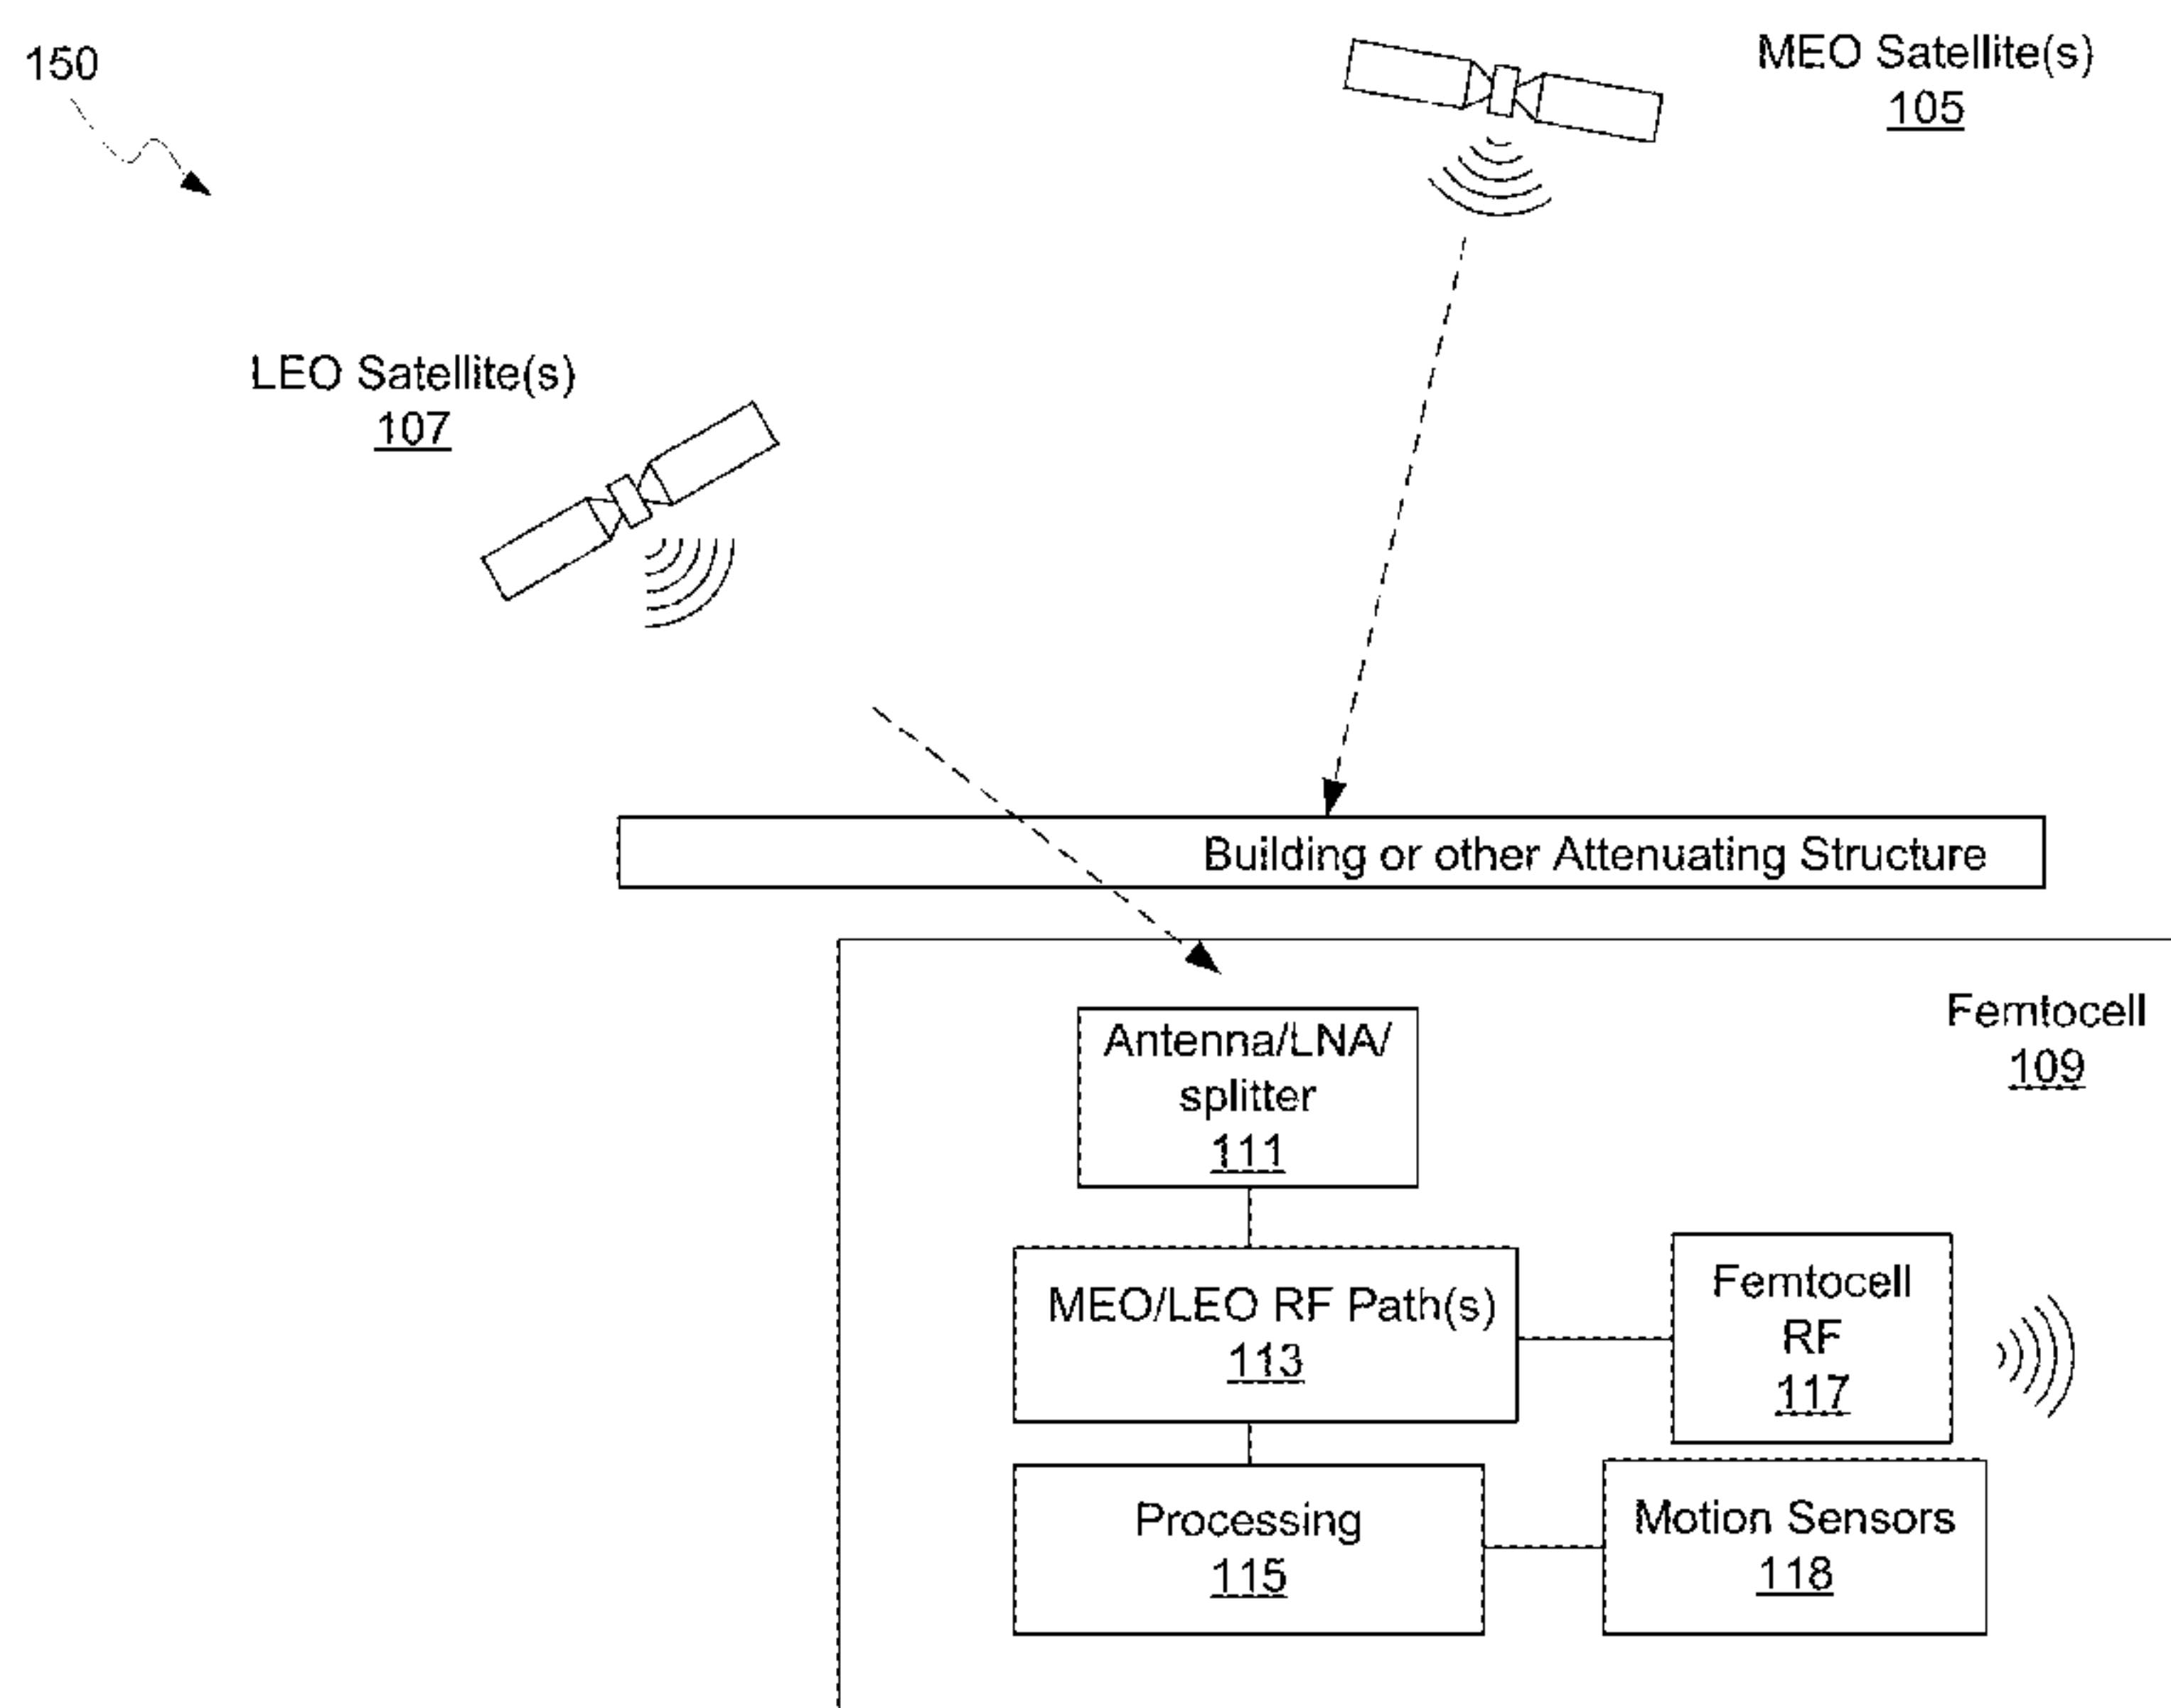 150
MEO Satellite(s)
105
LEO Satellite(s)
107
Building or other Attenuating Structure
Femtocell
109
Antenna/LNA/
splitter
111
MEO/LEO RF Path(s)
113
Femtocell
RF
117
Processing
115
Motion Sensors
118